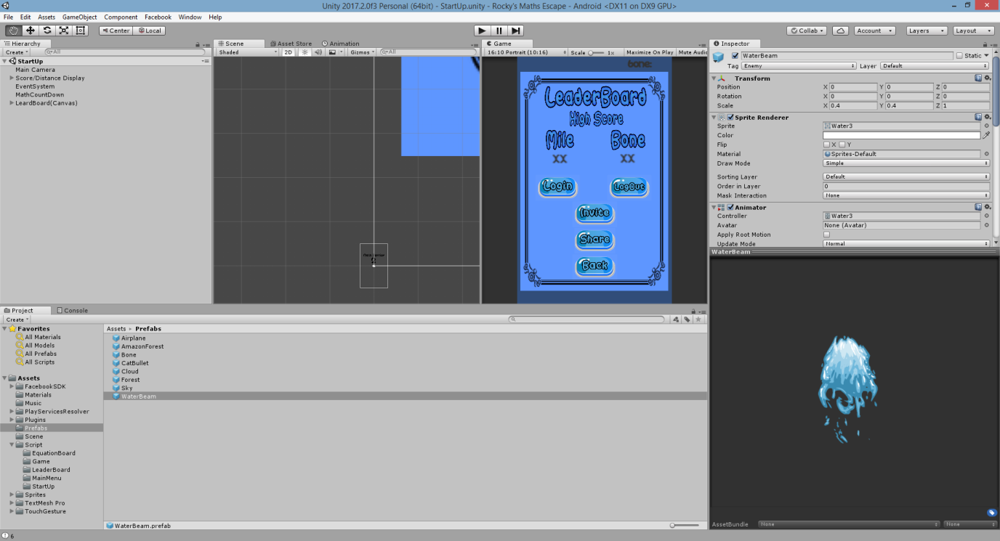 Unity 2017.2.0f3 Personal (64bit) - StartUp.unity - Rocky's Maths Escape - Android <DX11 on DX9 GPU>
File Edit Assets GameObject Component Facebook Window Help
Center Local Collab Account Layers Layout
Hierarchy
Create All
StartUp
Main Camera
Score/Distance Display
EventSystem
MathCountDown
LeardBoard(Canvas)
Scene Asset Store Animation
Shaded 2D Gizmos All
Game
16:10 Portrait (10:16) Scale 1x Maximize On Play Mute Audio
Bone:
LeaderBoard
High Score
Mile Bone
XX XX
Login LogOut
Invite
Share
Back
Inspector
WaterBeam Static
Tag Enemy Layer Default
Transform
Position X 0 Y 0 Z 0
Rotation X 0 Y 0 Z 0
Scale X 0.4 Y 0.4 Z 1
Sprite Renderer
Sprite Water3
Color
Flip X Y
Material Sprites-Default
Draw Mode Simple
Sorting Layer Default
Order in Layer 0
Mask Interaction None
Animator
Controller Water3
Avatar None (Avatar)
Apply Root Motion
Update Mode Normal
WaterBeam
AssetBundle None None
Project Console
Create
Favorites
All Materials
All Models
All Prefabs
All Scripts
Assets
FacebookSDK
Materials
Music
PlayServicesResolver
Plugins
Prefabs
Scene
Script
EquationBoard
Game
LeaderBoard
MainMenu
StartUp
Sprites
TextMesh Pro
TouchGesture
Assets Prefabs
Airplane
AmazonForest
Bone
CatBullet
Cloud
Forest
Sky
WaterBeam
WaterBeam.prefab
6